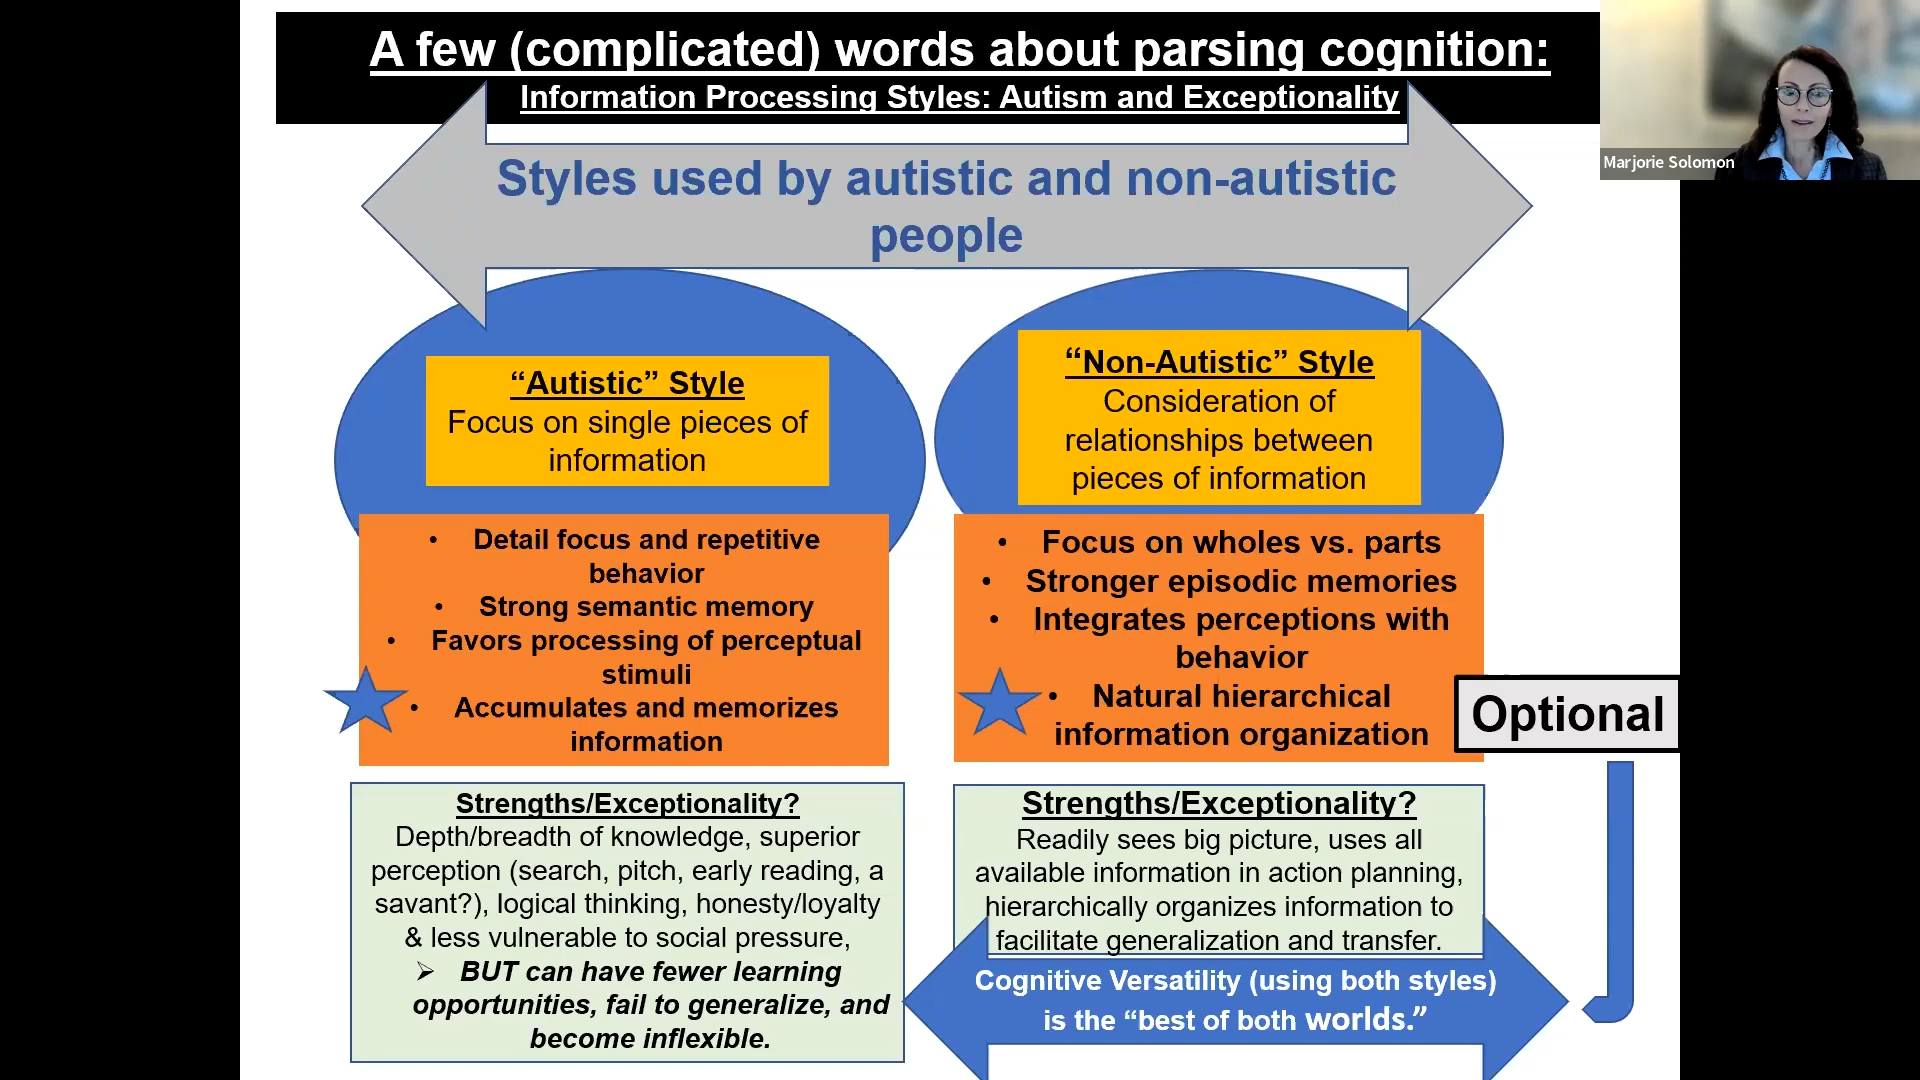 A few (complicated) words about parsing cognition:
Information Processing Styles: Autism and Exceptionality
Marjorie Solomon
Styles used by autistic and non-autistic
people
“Autistic” Style
Focus on single pieces of
information
• Detail focus and repetitive
behavior
• Strong semantic memory
• Favors processing of perceptual
stimuli
• Accumulates and memorizes
information
Strengths/Exceptionality?
Depth/breadth of knowledge, superior
perception (search, pitch, early reading, a
savant?), logical thinking, honesty/loyalty
& less vulnerable to social pressure,
➢ BUT can have fewer learning
opportunities, fail to generalize, and
become inflexible.
“Non-Autistic” Style
Consideration of
relationships between
pieces of information
• Focus on wholes vs. parts
• Stronger episodic memories
• Integrates perceptions with
behavior
• Natural hierarchical
information organization
Optional
Strengths/Exceptionality?
Readily sees big picture, uses all
available information in action planning,
hierarchically organizes information to
facilitate generalization and transfer.
Cognitive Versatility (using both styles)
is the “best of both worlds.”